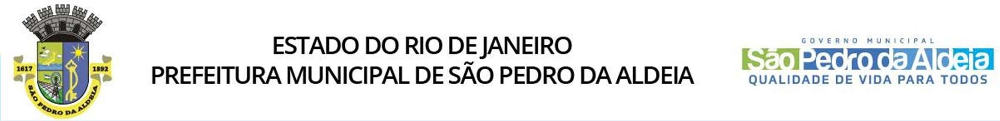 1617
1892
SÃO PEDRO DA ALDEIA
ESTADO DO RIO DE JANEIRO
PREFEITURA MUNICIPAL DE SÃO PEDRO DA ALDEIA
GOVERNO MUNICIPAL
São Pedro da Aldeia
QUALIDADE DE VIDA PARA TODOS